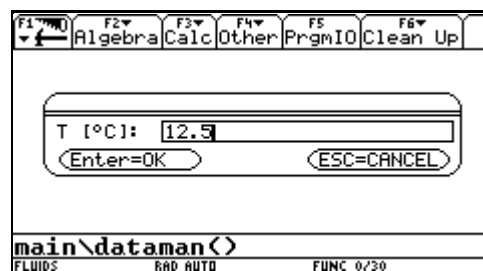 F1 F2 F3 F4 F5 F6
Algebra Calc Other PrgmIO Clean Up
T [°C]: 12.5
Enter=OK ESC=CANCEL
main\dataman()
FLUIDS RAD AUTO FUNC 0/30